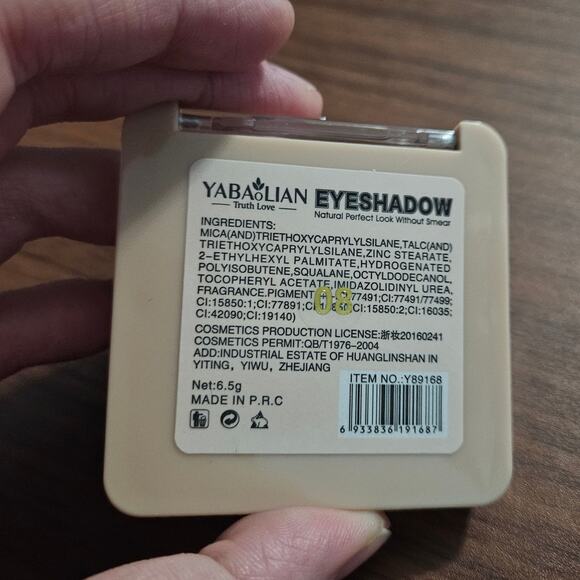 YABAoLIAN EYESHADOW
Truth Love Natural Perfect Look Without Smear
INGREDIENTS:
MICA(AND)TRIETHOXYCAPRYLYLSILANE,TALC(AND)
TRIETHOXYCAPRYLYLSILANE,ZINC STEARATE,
2-ETHYLHEXYL PALMITATE,HYDROGENATED
POLYISOBUTENE,SQUALANE,OCTYLDODECANOL,
TOCOPHERYL ACETATE,IMIDAZOLIDINYL UREA,
FRAGRANCE.PIGMENT 77491;CI:77491/77499;
CI:15850:1;CI:77891; CI:15850:2;CI:16035;
CI:42090;CI:19140)
08
COSMETICS PRODUCTION LICENSE:浙妆20160241
COSMETICS PERMIT:QB/T1976-2004
ADD:INDUSTRIAL ESTATE OF HUANGLINSHAN IN
YITING, YIWU, ZHEJIANG
Net:6.5g
MADE IN P.R.C
ITEM NO.:Y89168
6 933836 191687